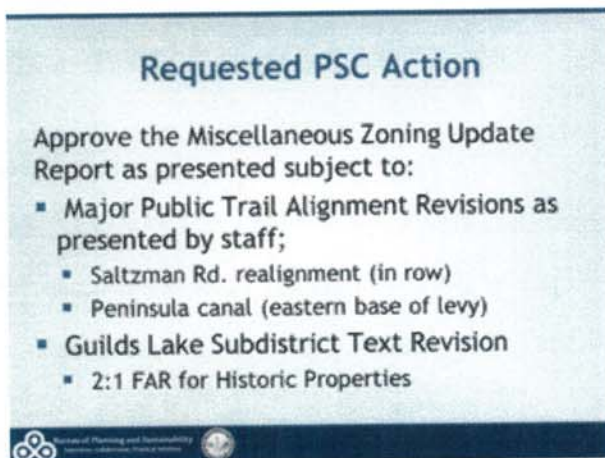 Requested PSC Action
Approve the Miscellaneous Zoning Update
Report as presented subject to:
▪ Major Public Trail Alignment Revisions as
presented by staff;
▪ Saltzman Rd. realignment (in row)
▪ Peninsula canal (eastern base of levy)
▪ Guilds Lake Subdistrict Text Revision
▪ 2:1 FAR for Historic Properties
Bureau of Planning and Sustainability